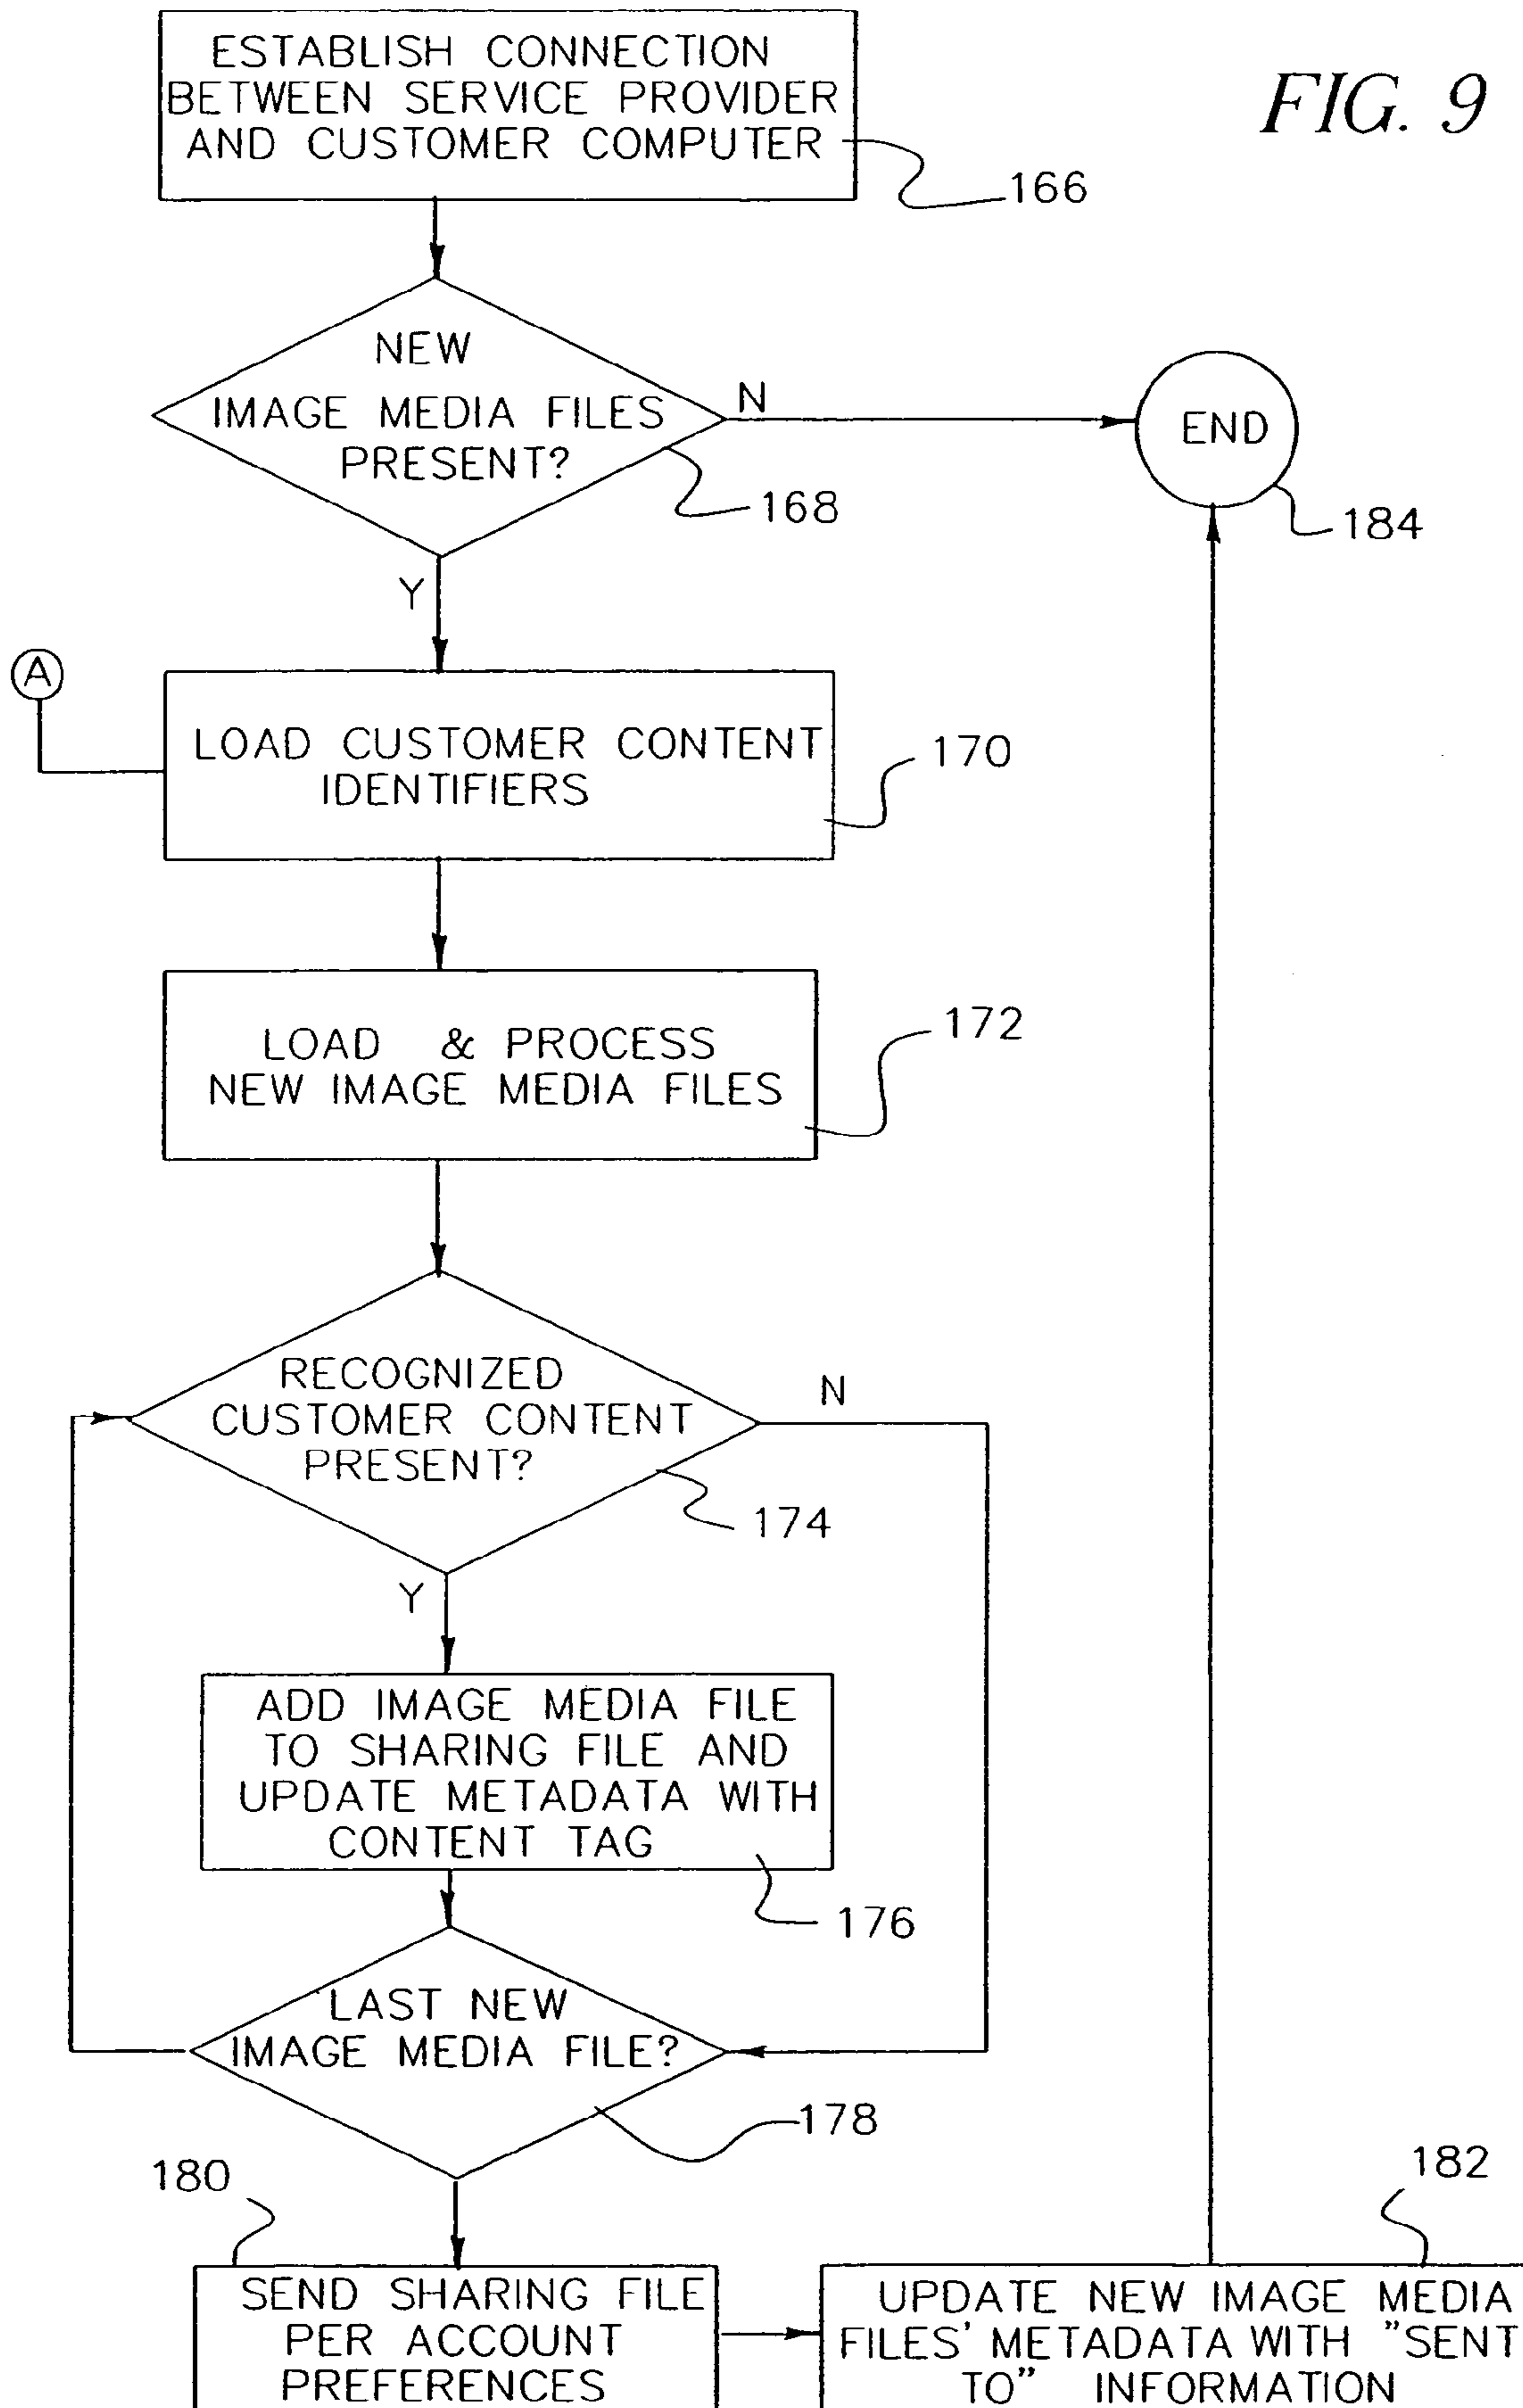 FIG. 9
ESTABLISH CONNECTION
BETWEEN SERVICE PROVIDER
AND CUSTOMER COMPUTER
166
NEW
IMAGE MEDIA FILES
PRESENT?
N
168
END
184
Y
A
LOAD CUSTOMER CONTENT
IDENTIFIERS
170
LOAD & PROCESS
NEW IMAGE MEDIA FILES
172
RECOGNIZED
CUSTOMER CONTENT
PRESENT?
N
174
Y
ADD IMAGE MEDIA FILE
TO SHARING FILE AND
UPDATE METADATA WITH
CONTENT TAG
176
LAST NEW
IMAGE MEDIA FILE?
178
180
SEND SHARING FILE
PER ACCOUNT
PREFERENCES
182
UPDATE NEW IMAGE MEDIA
FILES' METADATA WITH "SENT
TO" INFORMATION